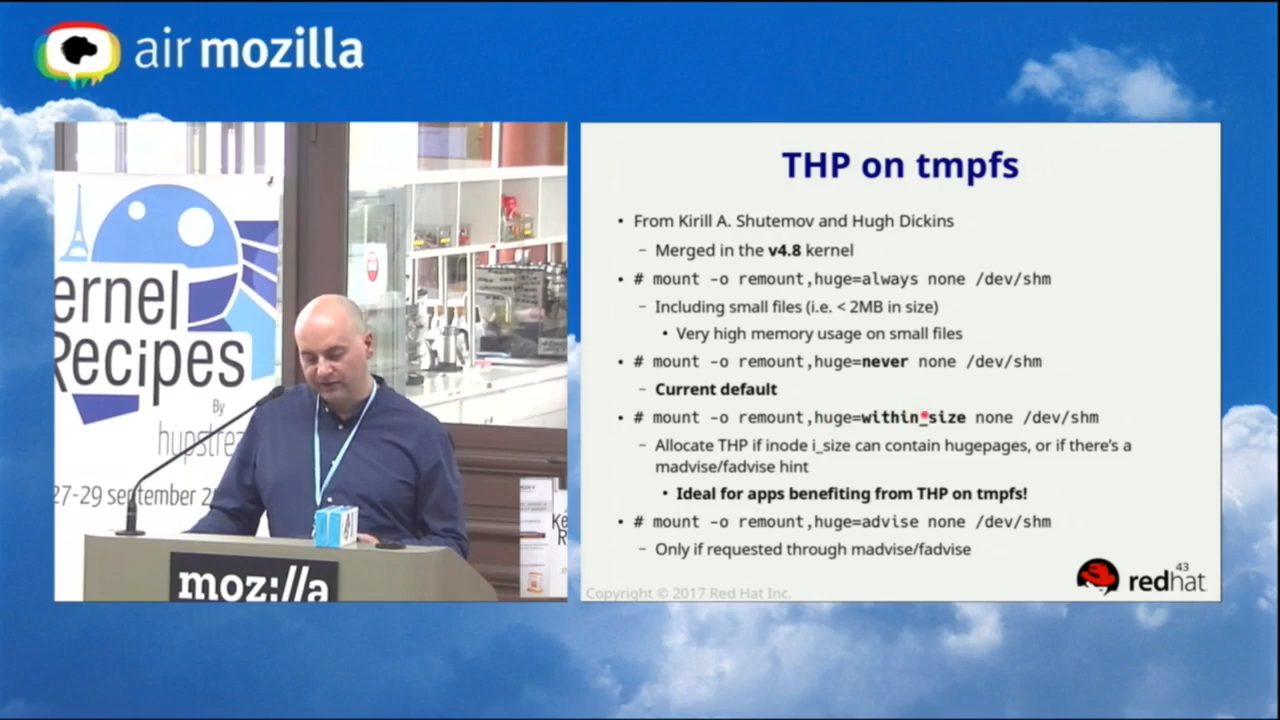 air mozilla
ernel
Recipes
By
hupstrea
27-29 september 2
moz://a
THP on tmpfs
• From Kirill A. Shutemov and Hugh Dickins
– Merged in the v4.8 kernel
• # mount -o remount,huge=always none /dev/shm
– Including small files (i.e. < 2MB in size)
• Very high memory usage on small files
• # mount -o remount,huge=never none /dev/shm
– Current default
• # mount -o remount,huge=within_size none /dev/shm
– Allocate THP if inode i_size can contain hugepages, or if there's a
madvise/fadvise hint
• Ideal for apps benefiting from THP on tmpfs!
• # mount -o remount,huge=advise none /dev/shm
– Only if requested through madvise/fadvise
43
redhat
Copyright © 2017 Red Hat Inc.